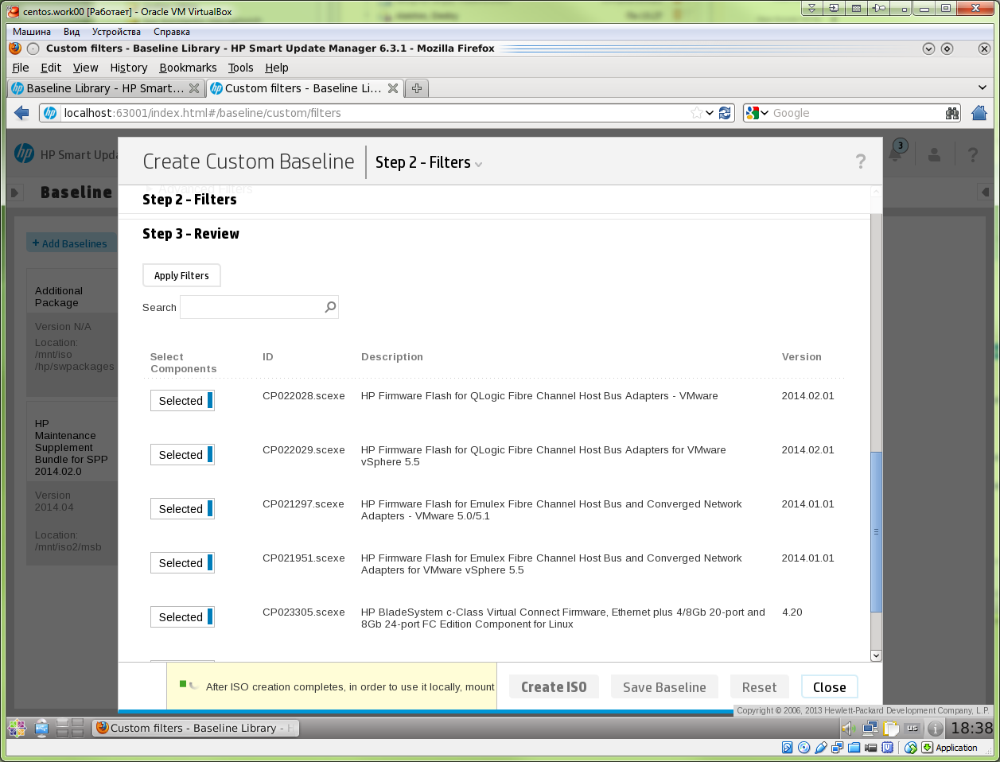 centos.work00 [Работает] - Oracle VM VirtualBox
Машина Вид Устройства Справка
Custom filters - Baseline Library - HP Smart Update Manager 6.3.1 - Mozilla Firefox
File Edit View History Bookmarks Tools Help
Baseline Library - HP Smart... Custom filters - Baseline Li...
localhost:63001/index.html#/baseline/custom/filters
Google
HP Smart Upda
3
?
Create Custom Baseline
Step 2 - Filters
?
Baseline
Advanced Filters
Step 2 - Filters
Step 3 - Review
+ Add Baselines
Apply Filters
Search
Additional
Package
Version N/A
Location:
/mnt/iso
/hp/swpackages
HP
Maintenance
Supplement
Bundle for SPP
2014.02.0
Version
2014.04
Location:
/mnt/iso2/msb
Select
Components
ID
Description
Version
Selected
CP022028.scexe
HP Firmware Flash for QLogic Fibre Channel Host Bus Adapters - VMware
2014.02.01
Selected
CP022029.scexe
HP Firmware Flash for QLogic Fibre Channel Host Bus Adapters for VMware
vSphere 5.5
2014.02.01
Selected
CP021297.scexe
HP Firmware Flash for Emulex Fibre Channel Host Bus and Converged Network
Adapters - VMware 5.0/5.1
2014.01.01
Selected
CP021951.scexe
HP Firmware Flash for Emulex Fibre Channel Host Bus and Converged Network
Adapters for VMware vSphere 5.5
2014.01.01
Selected
CP023305.scexe
HP BladeSystem c-Class Virtual Connect Firmware, Ethernet plus 4/8Gb 20-port and
8Gb 24-port FC Edition Component for Linux
4.20
After ISO creation completes, in order to use it locally, mount
Create ISO
Save Baseline
Reset
Close
Copyright © 2006, 2013 Hewlett-Packard Development Company, L.P.
Custom filters - Baseline Library - H
us
18:38
Application